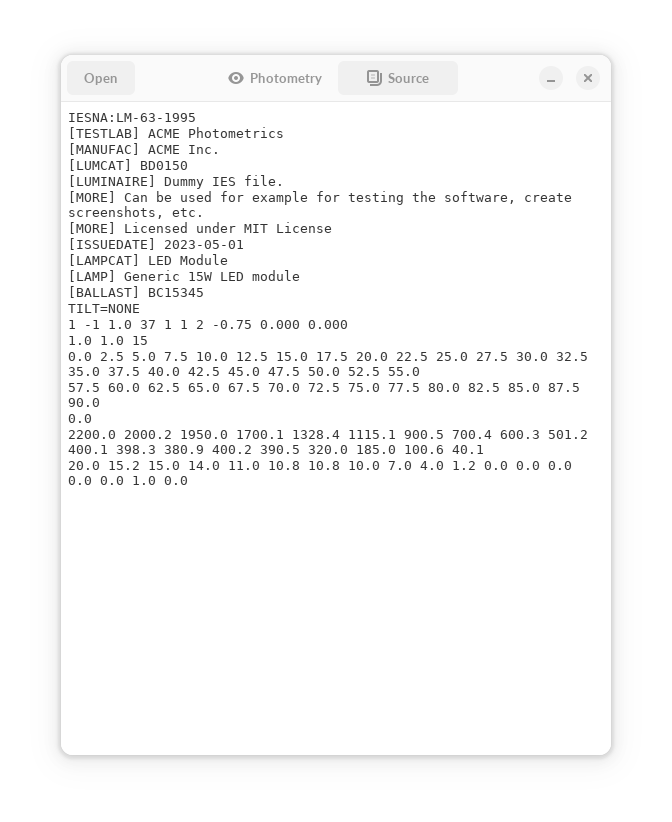 Open
Photometry
Source
IESNA:LM-63-1995
[TESTLAB] ACME Photometrics
[MANUFAC] ACME Inc.
[LUMCAT] BD0150
[LUMINAIRE] Dummy IES file.
[MORE] Can be used for example for testing the software, create
screenshots, etc.
[MORE] Licensed under MIT License
[ISSUEDATE] 2023-05-01
[LAMPCAT] LED Module
[LAMP] Generic 15W LED module
[BALLAST] BC15345
TILT=NONE
1 -1 1.0 37 1 1 2 -0.75 0.000 0.000
1.0 1.0 15
0.0 2.5 5.0 7.5 10.0 12.5 15.0 17.5 20.0 22.5 25.0 27.5 30.0 32.5
35.0 37.5 40.0 42.5 45.0 47.5 50.0 52.5 55.0
57.5 60.0 62.5 65.0 67.5 70.0 72.5 75.0 77.5 80.0 82.5 85.0 87.5
90.0
0.0
2200.0 2000.2 1950.0 1700.1 1328.4 1115.1 900.5 700.4 600.3 501.2
400.1 398.3 380.9 400.2 390.5 320.0 185.0 100.6 40.1
20.0 15.2 15.0 14.0 11.0 10.8 10.8 10.0 7.0 4.0 1.2 0.0 0.0 0.0
0.0 0.0 1.0 0.0